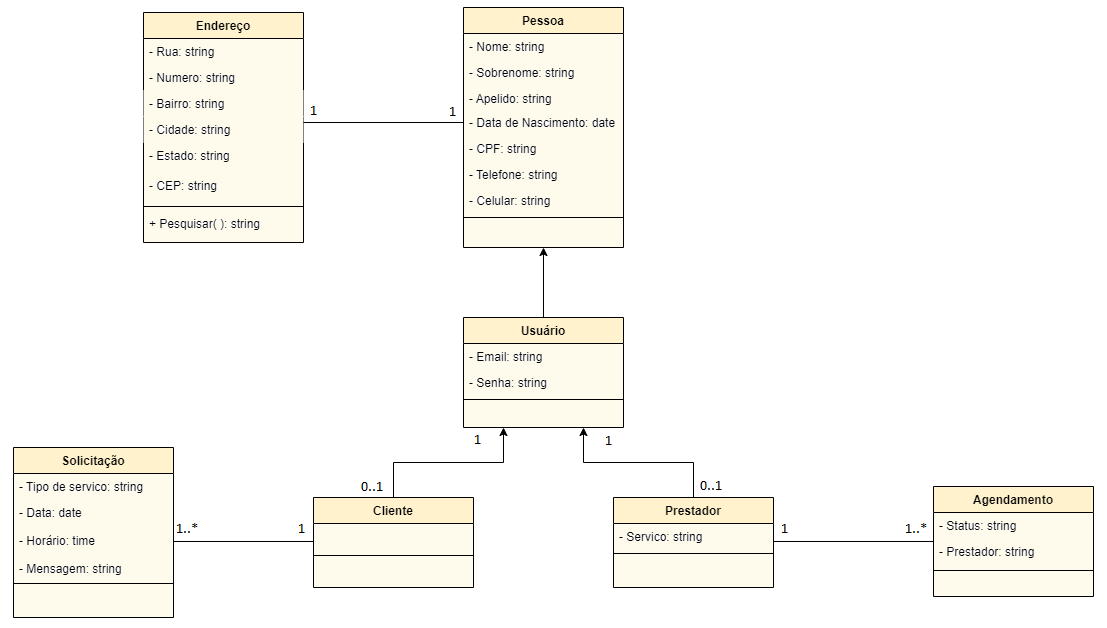 Endereço
- Rua: string
- Numero: string
- Bairro: string
- Cidade: string
- Estado: string
- CEP: string
+ Pesquisar( ): string
1
1
Pessoa
- Nome: string
- Sobrenome: string
- Apelido: string
- Data de Nascimento: date
- CPF: string
- Telefone: string
- Celular: string
Usuário
- Email: string
- Senha: string
1
1
0..1
0..1
Solicitação
- Tipo de servico: string
- Data: date
- Horário: time
- Mensagem: string
1..*
1
Cliente
Prestador
- Servico: string
1
1..*
Agendamento
- Status: string
- Prestador: string